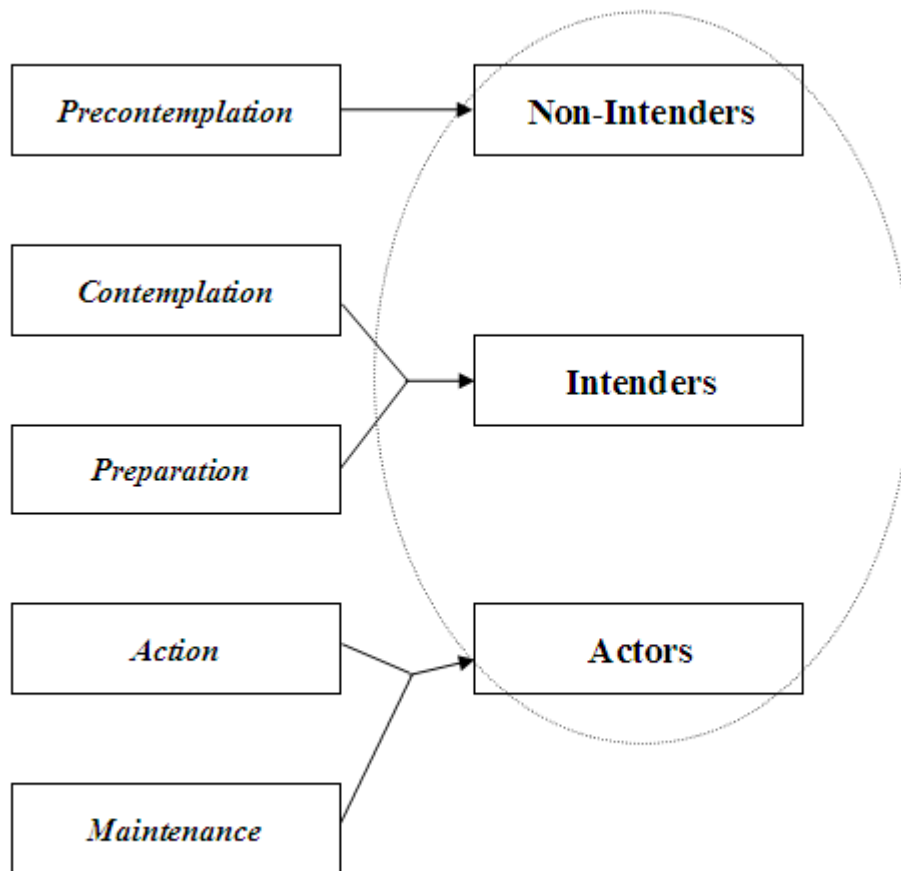 Precontemplation
Non-Intenders
Contemplation
Intenders
Preparation
Action
Actors
Maintenance